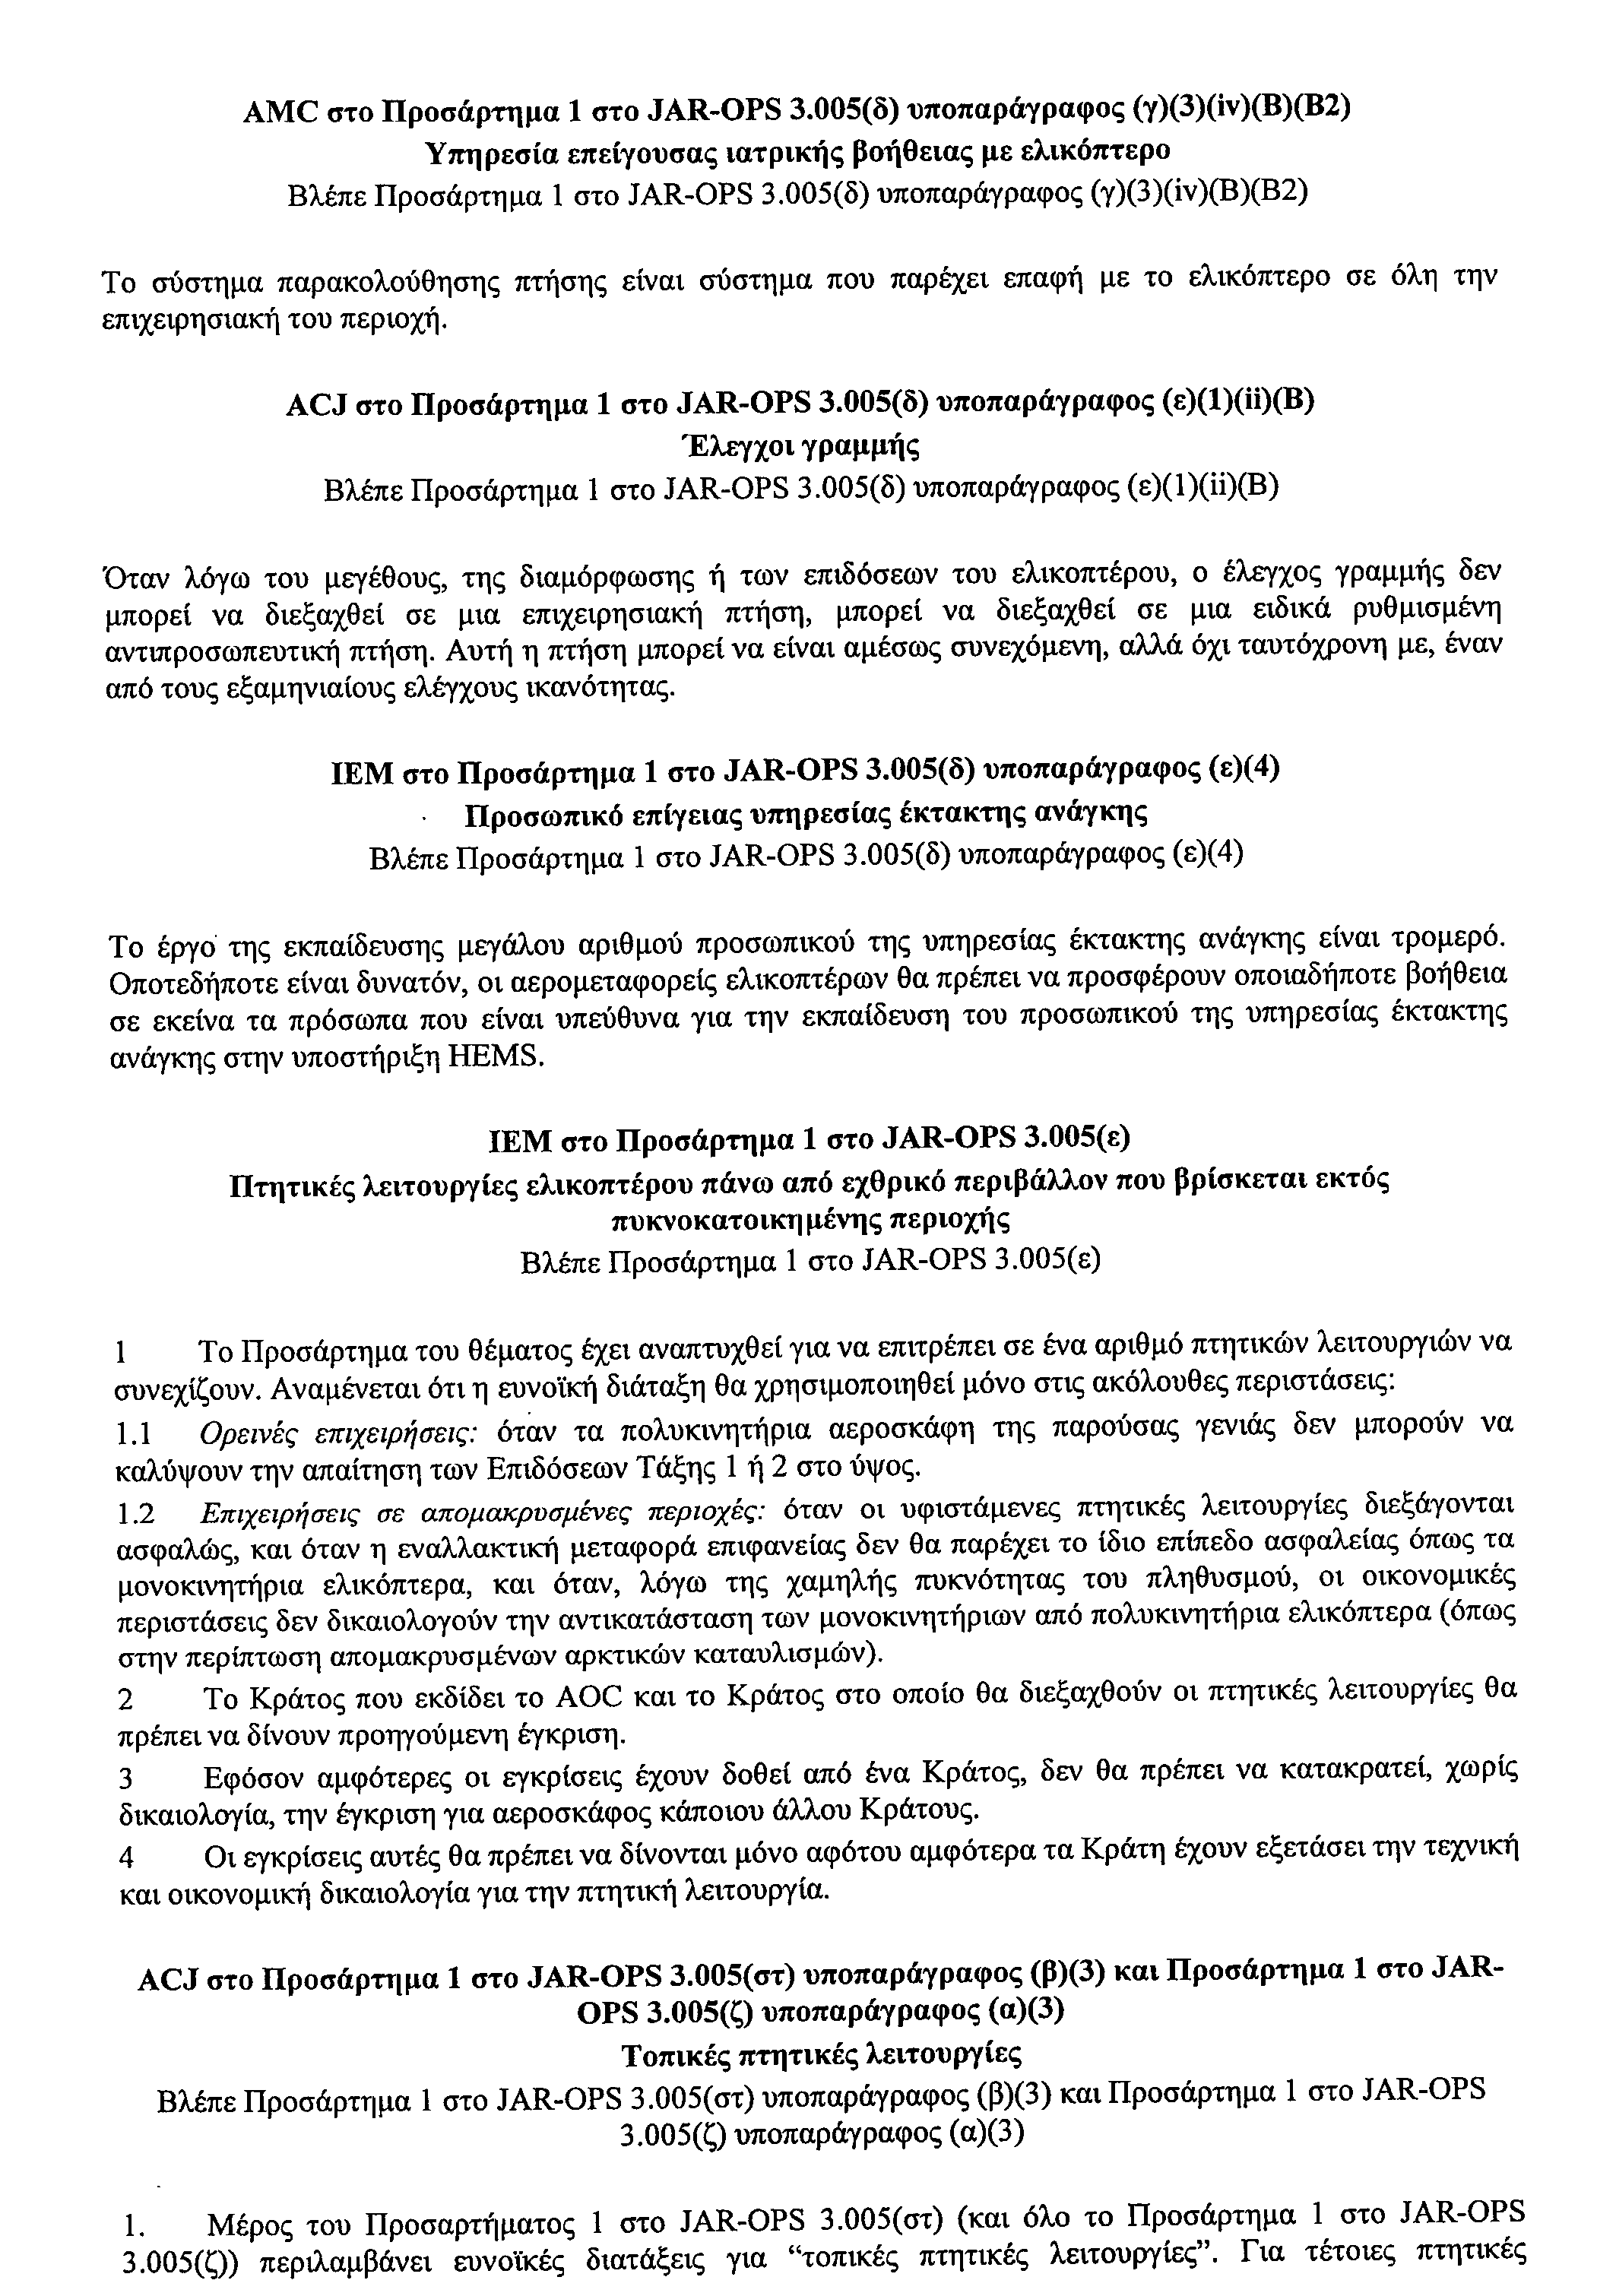 AMC στο Προσάρτημα 1 στο JAR-OPS 3.005(δ) υποπαράγραφος (γ)(3)(iv)(B)(B2)
Υπηρεσία επείγουσας ιατρικής βοήθειας με ελικόπτερο
Βλέπε Προσάρτημα 1 στο JAR-OPS 3.005(δ) υποπαράγραφος (γ)(3)(iv)(B)(B2)
Το σύστημα παρακολούθησης πτήσης είναι σύστημα που παρέχει επαφή με το ελικόπτερο σε όλη την
επιχειρησιακή του περιοχή.
ACJ στο Προσάρτημα 1 στο JAR-OPS 3.005(δ) υποπαράγραφος (ε)(1)(ii)(B)
Έλεγχοι γραμμής
Βλέπε Προσάρτημα 1 στο JAR-OPS 3.005(δ) υποπαράγραφος (ε)(1)(ii)(B)
Όταν λόγω του μεγέθους, της διαμόρφωσης ή των επιδόσεων του ελικοπτέρου, ο έλεγχος γραμμής δεν
μπορεί να διεξαχθεί σε μια επιχειρησιακή πτήση, μπορεί να διεξαχθεί σε μια ειδικά ρυθμισμένη
αντιπροσωπευτική πτήση. Αυτή η πτήση μπορεί να είναι αμέσως συνεχόμενη, αλλά όχι ταυτόχρονη με, έναν
από τους εξαμηνιαίους ελέγχους ικανότητας.
IEM στο Προσάρτημα 1 στο JAR-OPS 3.005(δ) υποπαράγραφος (ε)(4)
Προσωπικό επίγειας υπηρεσίας έκτακτης ανάγκης
Βλέπε Προσάρτημα 1 στο JAR-OPS 3.005(δ) υποπαράγραφος (ε)(4)
Το έργο της εκπαίδευσης μεγάλου αριθμού προσωπικού της υπηρεσίας έκτακτης ανάγκης είναι τρομερό.
Οποτεδήποτε είναι δυνατόν, οι αερομεταφορείς ελικοπτέρων θα πρέπει να προσφέρουν οποιαδήποτε βοήθεια
σε εκείνα τα πρόσωπα που είναι υπεύθυνα για την εκπαίδευση του προσωπικού της υπηρεσίας έκτακτης
ανάγκης στην υποστήριξη HEMS.
IEM στο Προσάρτημα 1 στο JAR-OPS 3.005(ε)
Πτητικές λειτουργίες ελικοπτέρου πάνω από εχθρικό περιβάλλον που βρίσκεται εκτός
πυκνοκατοικημένης περιοχής
Βλέπε Προσάρτημα 1 στο JAR-OPS 3.005(ε)
1 Το Προσάρτημα του θέματος έχει αναπτυχθεί για να επιτρέπει σε ένα αριθμό πτητικών λειτουργιών να
συνεχίζουν. Αναμένεται ότι η ευνοϊκή διάταξη θα χρησιμοποιηθεί μόνο στις ακόλουθες περιστάσεις:
1.1 Ορεινές επιχειρήσεις: όταν τα πολυκινητήρια αεροσκάφη της παρούσας γενιάς δεν μπορούν να
καλύψουν την απαίτηση των Επιδόσεων Τάξης 1 ή 2 στο ύψος.
1.2 Επιχειρήσεις σε απομακρυσμένες περιοχές: όταν οι υφιστάμενες πτητικές λειτουργίες διεξάγονται
ασφαλώς, και όταν η εναλλακτική μεταφορά επιφανείας δεν θα παρέχει το ίδιο επίπεδο ασφαλείας όπως τα
μονοκινητήρια ελικόπτερα, και όταν, λόγω της χαμηλής πυκνότητας του πληθυσμού, οι οικονομικές
περιστάσεις δεν δικαιολογούν την αντικατάσταση των μονοκινητήριων από πολυκινητήρια ελικόπτερα (όπως
στην περίπτωση απομακρυσμένων αρκτικών καταυλισμών).
2 Το Κράτος που εκδίδει το AOC και το Κράτος στο οποίο θα διεξαχθούν οι πτητικές λειτουργίες θα
πρέπει να δίνουν προηγούμενη έγκριση.
3 Εφόσον αμφότερες οι εγκρίσεις έχουν δοθεί από ένα Κράτος, δεν θα πρέπει να κατακρατεί, χωρίς
δικαιολογία, την έγκριση για αεροσκάφος κάποιου άλλου Κράτους.
4 Οι εγκρίσεις αυτές θα πρέπει να δίνονται μόνο αφότου αμφότερα τα Κράτη έχουν εξετάσει την τεχνική
και οικονομική δικαιολογία για την πτητική λειτουργία.
ACJ στο Προσάρτημα 1 στο JAR-OPS 3.005(στ) υποπαράγραφος (β)(3) και Προσάρτημα 1 στο JAR-
OPS 3.005(ζ) υποπαράγραφος (α)(3)
Τοπικές πτητικές λειτουργίες
Βλέπε Προσάρτημα 1 στο JAR-OPS 3.005(στ) υποπαράγραφος (β)(3) και Προσάρτημα 1 στο JAR-OPS
3.005(ζ) υποπαράγραφος (α)(3)
1. Μέρος του Προσαρτήματος 1 στο JAR-OPS 3.005(στ) (και όλο το Προσάρτημα 1 στο JAR-OPS
3.005(ζ)) περιλαμβάνει ευνοϊκές διατάξεις για “τοπικές πτητικές λειτουργίες”. Για τέτοιες πτητικές